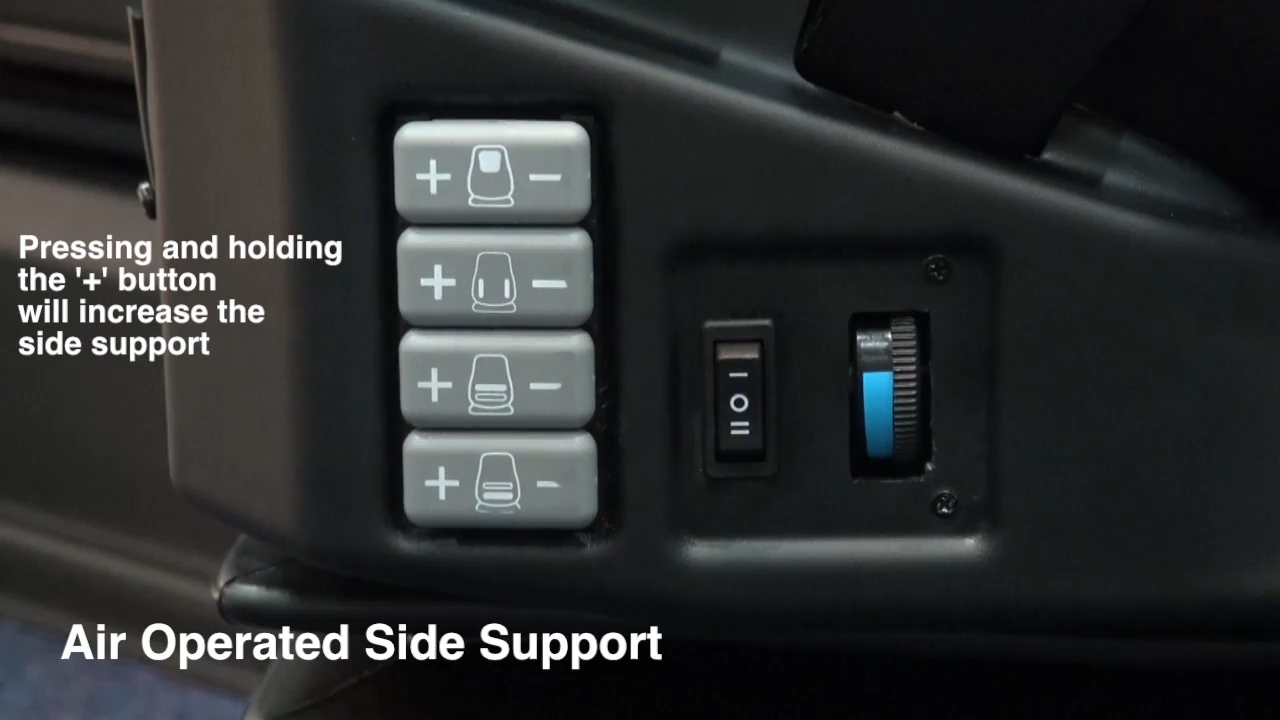 Pressing and holding
the '+' button
will increase the
side support
+ −
+ −
+ −
+ −
I
O
II
Air Operated Side Support